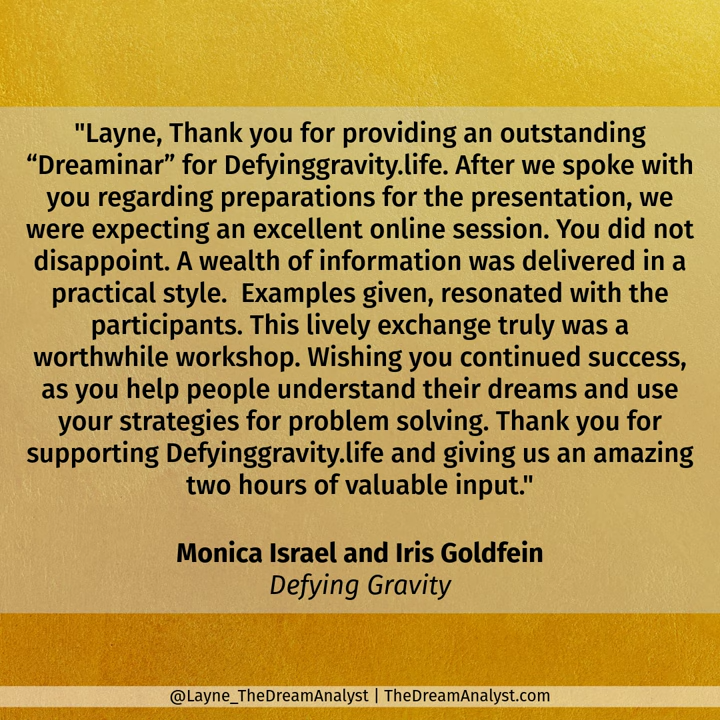 "Layne, Thank you for providing an outstanding
“Dreaminar” for Defyinggravity.life. After we spoke with
you regarding preparations for the presentation, we
were expecting an excellent online session. You did not
disappoint. A wealth of information was delivered in a
practical style.  Examples given, resonated with the
participants. This lively exchange truly was a
worthwhile workshop. Wishing you continued success,
as you help people understand their dreams and use
your strategies for problem solving. Thank you for
supporting Defyinggravity.life and giving us an amazing
two hours of valuable input."
Monica Israel and Iris Goldfein
Defying Gravity
@Layne_TheDreamAnalyst | TheDreamAnalyst.com